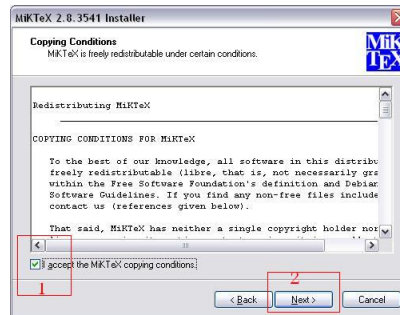 MiKTeX 2.8.3541 Installer
Copying Conditions
MiKTeX is freely redistributable under certain conditions.
MiK
TEX
Redistributing MiKTeX
COPYING CONDITIONS FOR MiKTeX
To the best of our knowledge, all software in this distribu
freely redistributable (libre, that is, not necessarily gra
within the Free Software Foundation's definition and Debian
Software Guidelines. If you find any non-free files include
contact us (references given below).
That said, MiKTeX has neither a single copyright holder nor
I accept the MiKTeX copying conditions.
1
2
< Back
Next >
Cancel